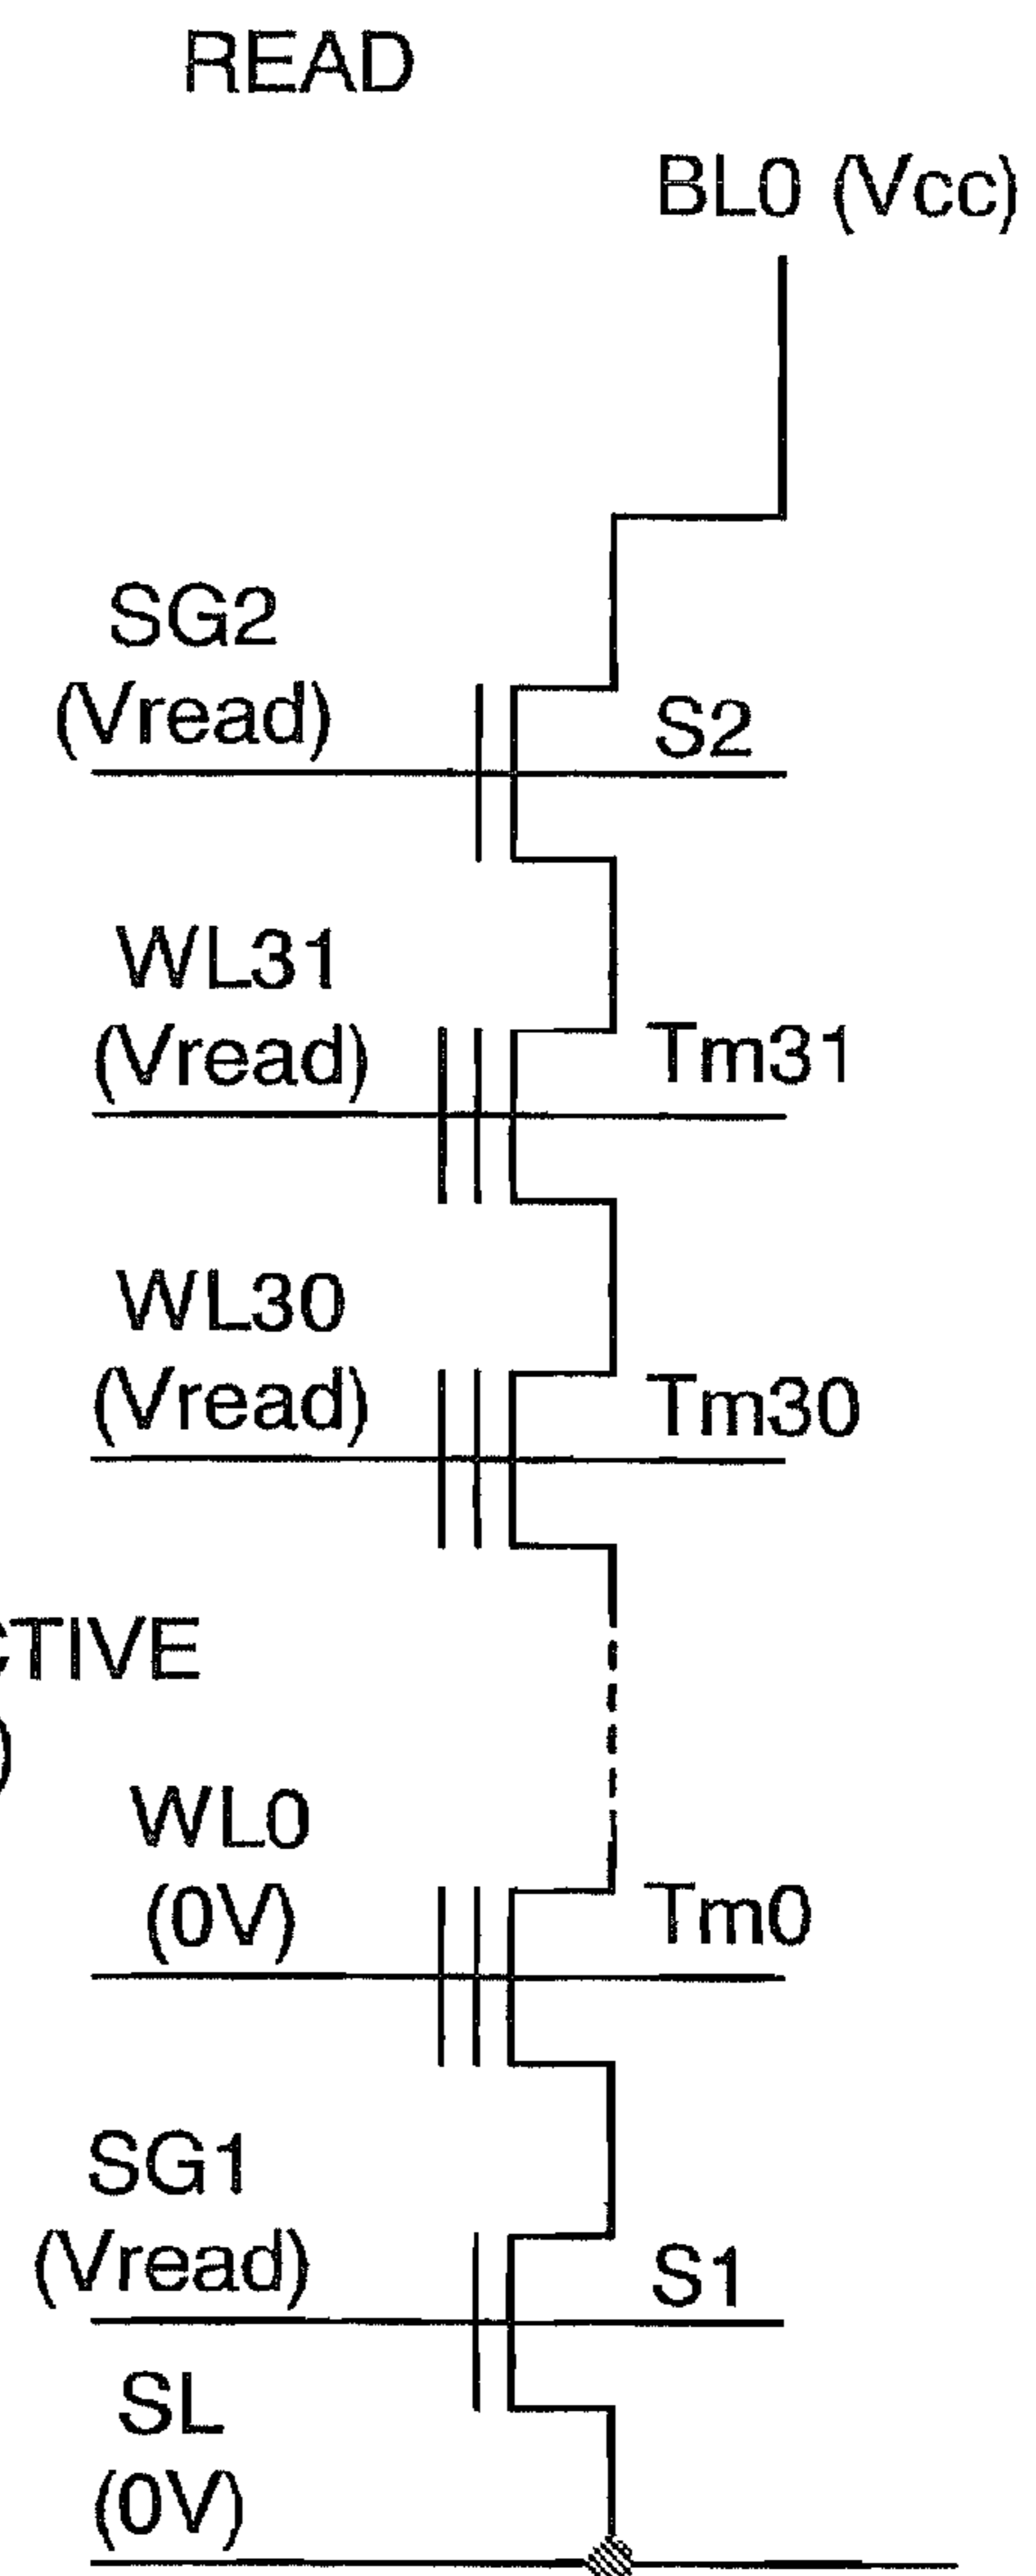 READ
BL0 (Vcc)
SG2
(Vread)
S2
WL31
(Vread)
Tm31
WL30
(Vread)
Tm30
CTIVE
)
WL0
(0V)
Tm0
SG1
(Vread)
S1
SL
(0V)